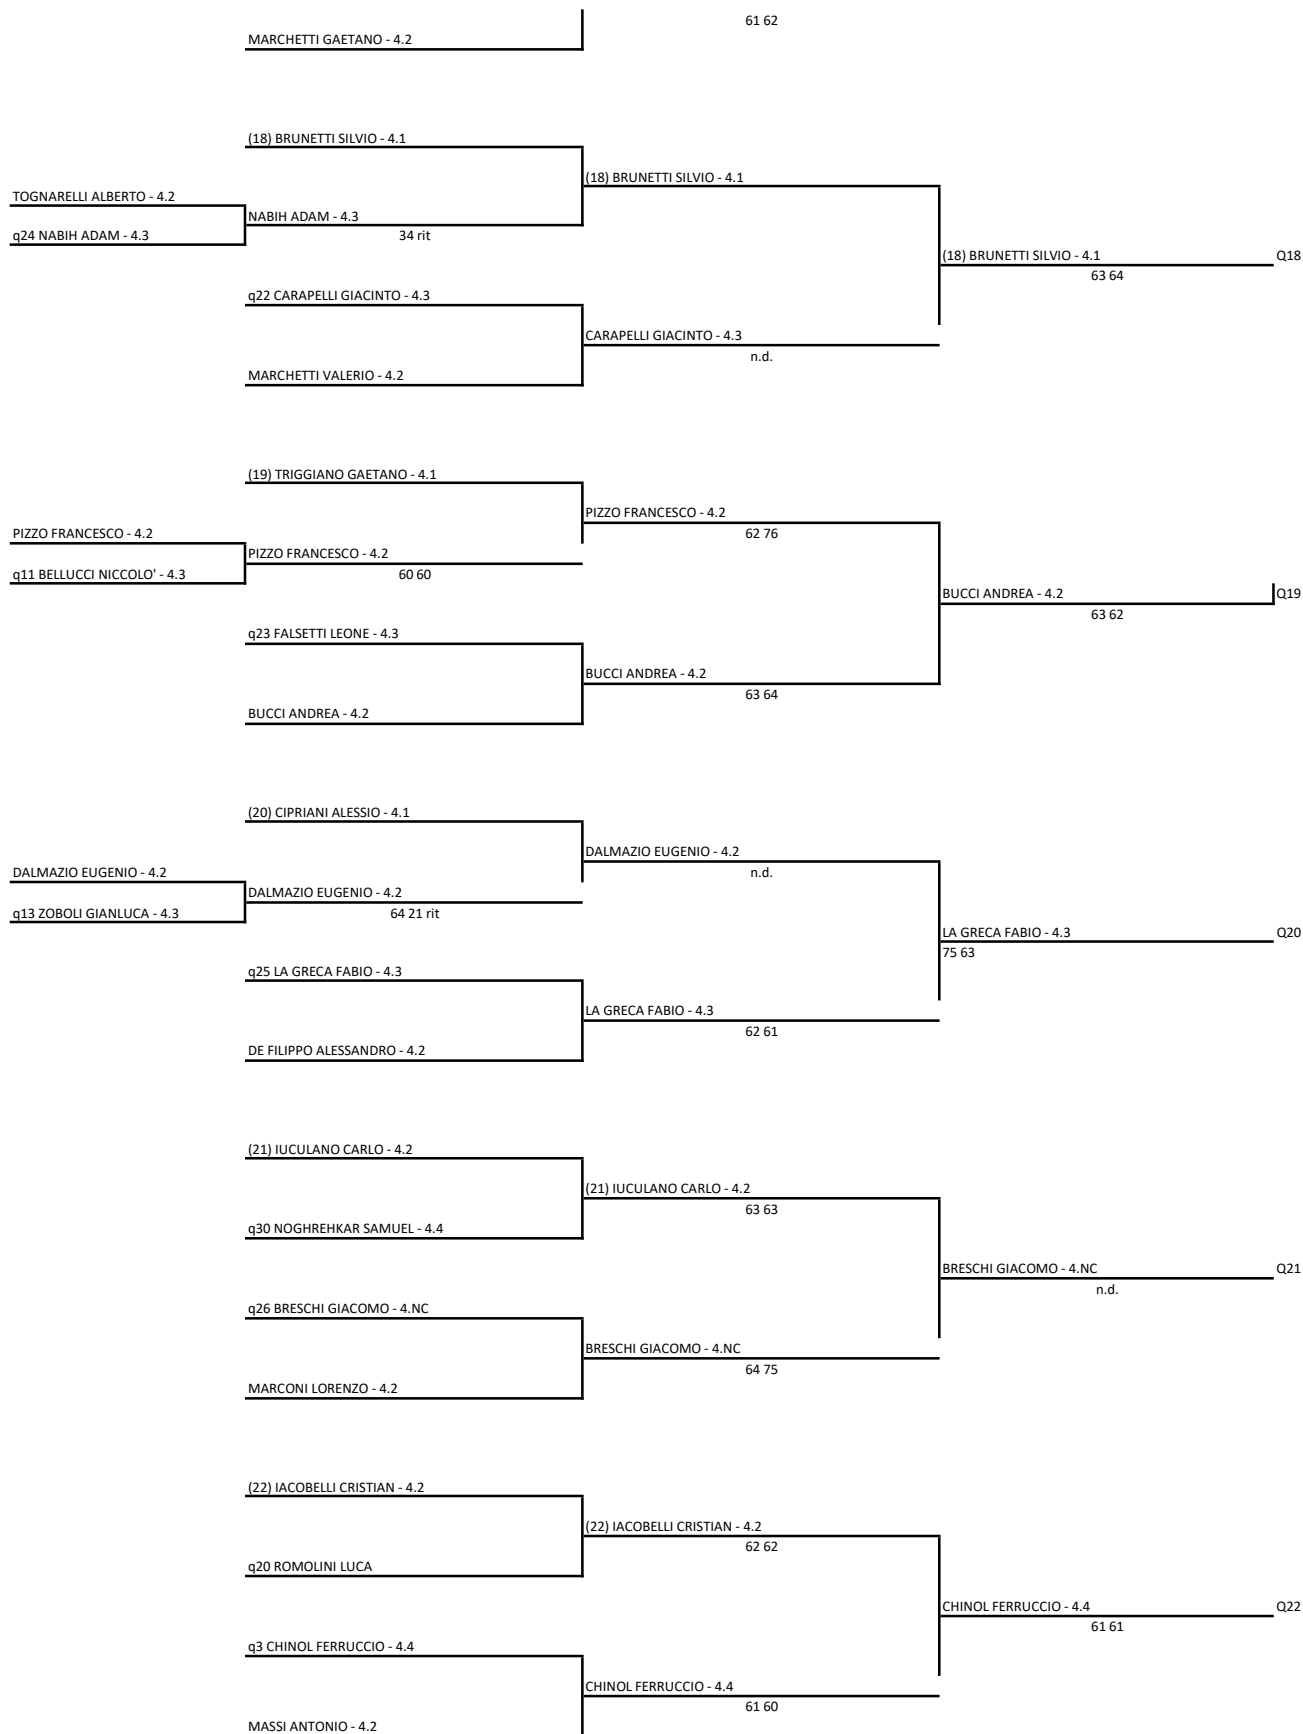 61 62
MARCHETTI GAETANO - 4.2
(18) BRUNETTI SILVIO - 4.1
(18) BRUNETTI SILVIO - 4.1
TOGNARELLI ALBERTO - 4.2
NABIH ADAM - 4.3
q24 NABIH ADAM - 4.3
34 rit
(18) BRUNETTI SILVIO - 4.1
Q18
63 64
q22 CARAPELLI GIACINTO - 4.3
CARAPELLI GIACINTO - 4.3
n.d.
MARCHETTI VALERIO - 4.2
(19) TRIGGIANO GAETANO - 4.1
PIZZO FRANCESCO - 4.2
PIZZO FRANCESCO - 4.2
62 76
PIZZO FRANCESCO - 4.2
q11 BELLUCCI NICCOLO' - 4.3
60 60
BUCCI ANDREA - 4.2
Q19
63 62
q23 FALSETTI LEONE - 4.3
BUCCI ANDREA - 4.2
63 64
BUCCI ANDREA - 4.2
(20) CIPRIANI ALESSIO - 4.1
DALMAZIO EUGENIO - 4.2
DALMAZIO EUGENIO - 4.2
n.d.
DALMAZIO EUGENIO - 4.2
q13 ZOBOLI GIANLUCA - 4.3
64 21 rit
LA GRECA FABIO - 4.3
Q20
75 63
q25 LA GRECA FABIO - 4.3
LA GRECA FABIO - 4.3
62 61
DE FILIPPO ALESSANDRO - 4.2
(21) IUCULANO CARLO - 4.2
(21) IUCULANO CARLO - 4.2
63 63
q30 NOGHREHKAR SAMUEL - 4.4
BRESCHI GIACOMO - 4.NC
Q21
n.d.
q26 BRESCHI GIACOMO - 4.NC
BRESCHI GIACOMO - 4.NC
64 75
MARCONI LORENZO - 4.2
(22) IACOBELLI CRISTIAN - 4.2
(22) IACOBELLI CRISTIAN - 4.2
62 62
q20 ROMOLINI LUCA
CHINOL FERRUCCIO - 4.4
Q22
61 61
q3 CHINOL FERRUCCIO - 4.4
CHINOL FERRUCCIO - 4.4
61 60
MASSI ANTONIO - 4.2